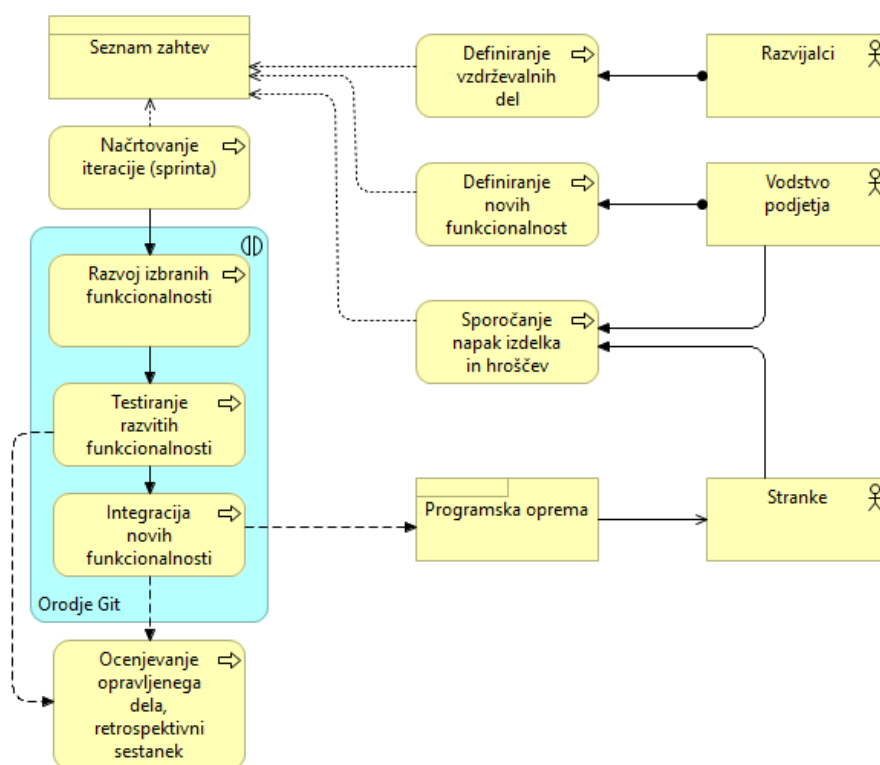 Seznam zahtev
Definiranje
vzdrževalnih
del
Razvijalci
Načrtovanje
iteracije (sprinta)
Definiranje
novih
funkcionalnost
Vodstvo
podjetja
Razvoj izbranih
funkcionalnosti
Sporočanje
napak izdelka
in hroščev
Testiranje
razvitih
funkcionalnosti
Integracija
novih
funkcionalnosti
Programska oprema
Stranke
Orodje Git
Ocenjevanje
opravljenega
dela,
retrospektivni
sestanek